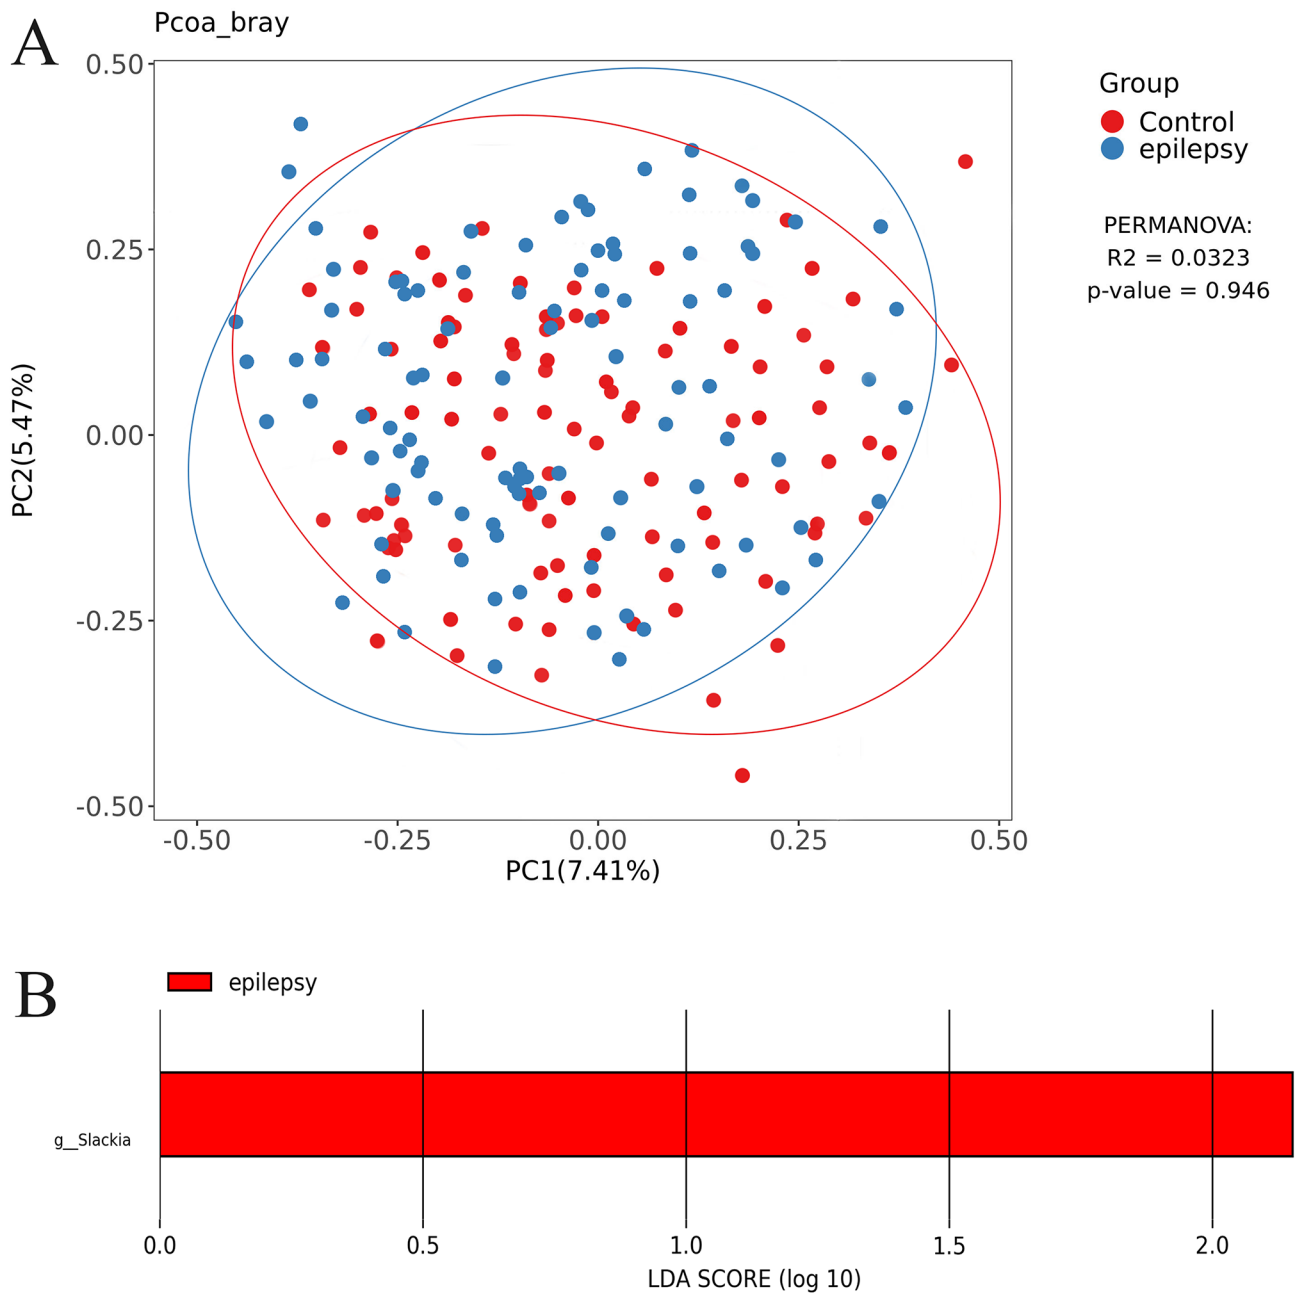 A
Pcoa_bray
0.50
0.25
0.00
-0.25
-0.50
PC2(5.47%)
-0.50 -0.25 0.00 0.25 0.50
PC1(7.41%)
Group
Control
epilepsy
PERMANOVA:
R2 = 0.0323
p-value = 0.946
B
epilepsy
g__Slackia
0.0 0.5 1.0 1.5 2.0
LDA SCORE (log 10)